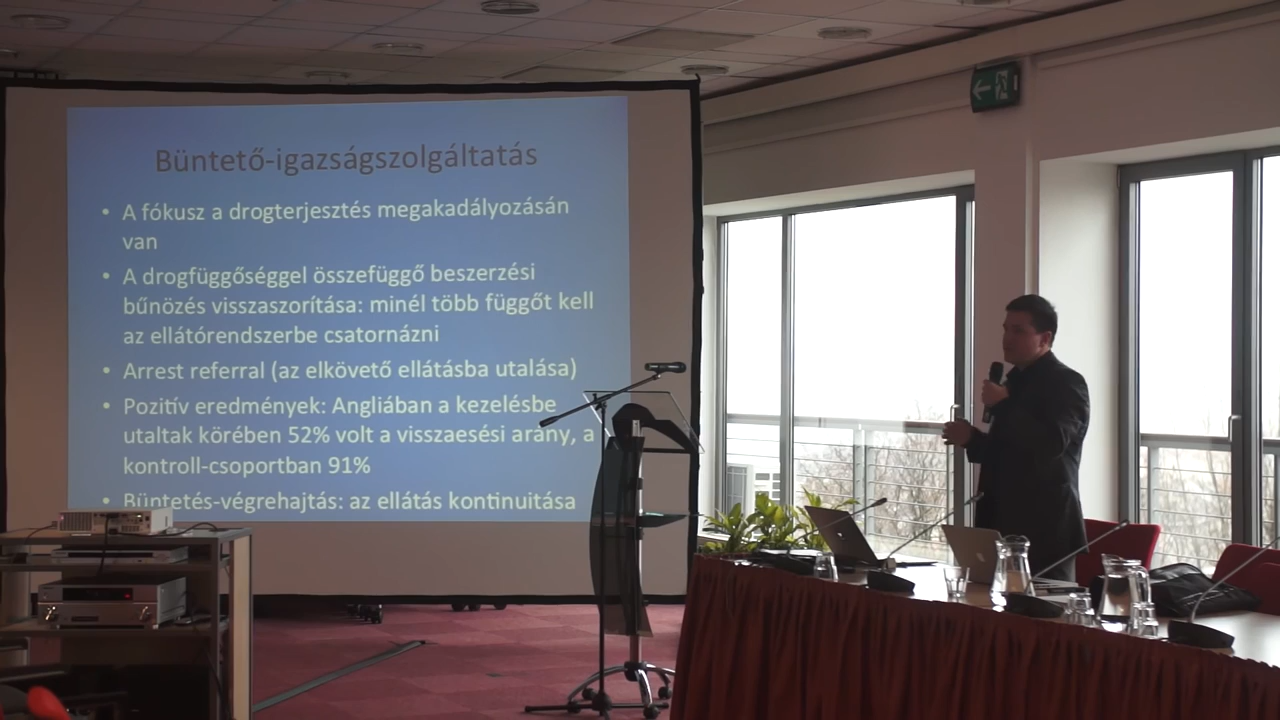 Büntető-igazságszolgáltatás
• A fókusz a drogterjesztés megakadályozásán
van
• A drogfüggőséggel összefüggő beszerzési
bűnözés visszaszorítása: minél több függőt kell
az ellátórendszerbe csatornázni
• Arrest referral (az elkövető ellátásba utalása)
• Pozitív eredmények: Angliában a kezelésbe
utaltak körében 52% volt a visszaesési arány, a
kontroll-csoportban 91%
• Büntetés-végrehajtás: az ellátás kontinuitása